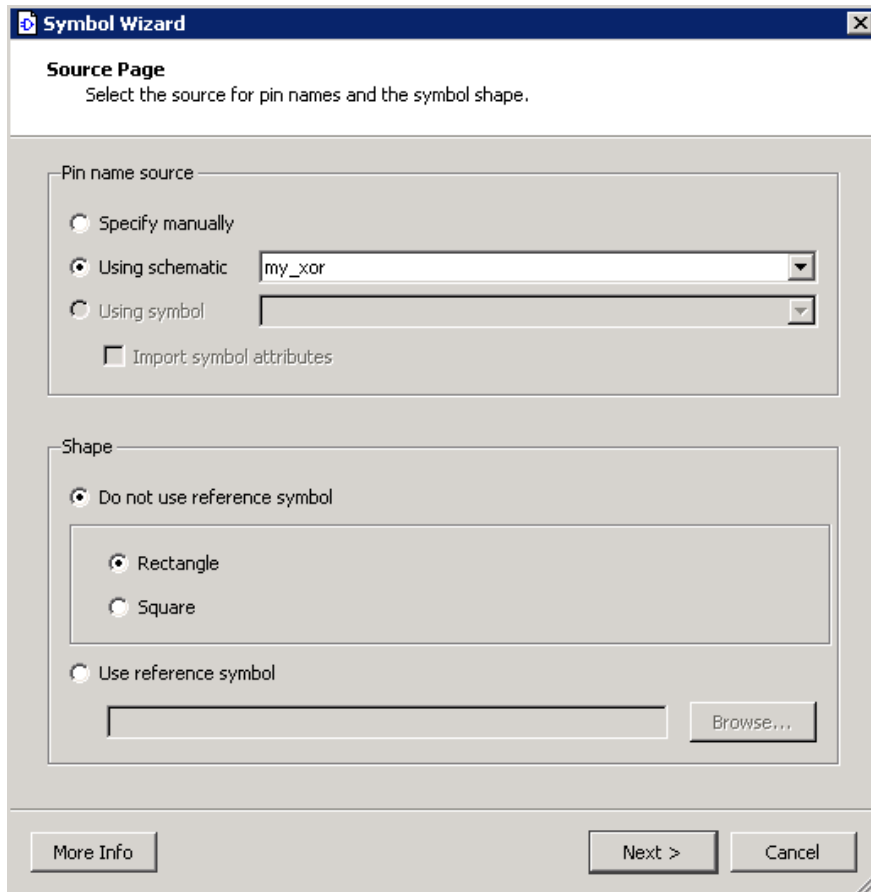 Symbol Wizard
Source Page
Select the source for pin names and the symbol shape.
Pin name source
Specify manually
Using schematic my_xor
Using symbol
Import symbol attributes
Shape
Do not use reference symbol
Rectangle
Square
Use reference symbol
Browse...
More Info Next > Cancel